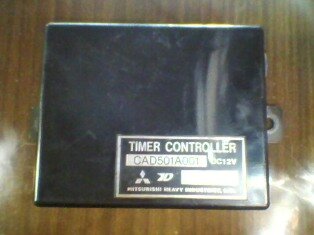 TIMER CONTROLLER
CAD501A001 DC12V
MITSUBISHI HEAVY INDUSTRIES, LTD.